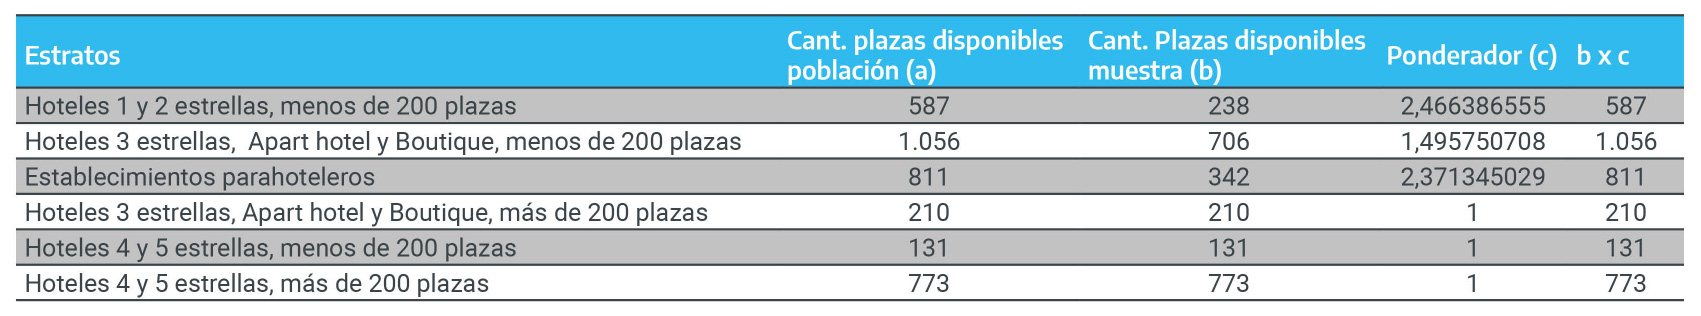 Estratos Cant. plazas disponibles población (a) Cant. Plazas disponibles muestra (b) Ponderador (c) b x c
Hoteles 1 y 2 estrellas, menos de 200 plazas 587 238 2,466386555 587
Hoteles 3 estrellas, Apart hotel y Boutique, menos de 200 plazas 1.056 706 1,495750708 1.056
Establecimientos parahoteleros 811 342 2,371345029 811
Hoteles 3 estrellas, Apart hotel y Boutique, más de 200 plazas 210 210 1 210
Hoteles 4 y 5 estrellas, menos de 200 plazas 131 131 1 131
Hoteles 4 y 5 estrellas, más de 200 plazas 773 773 1 773